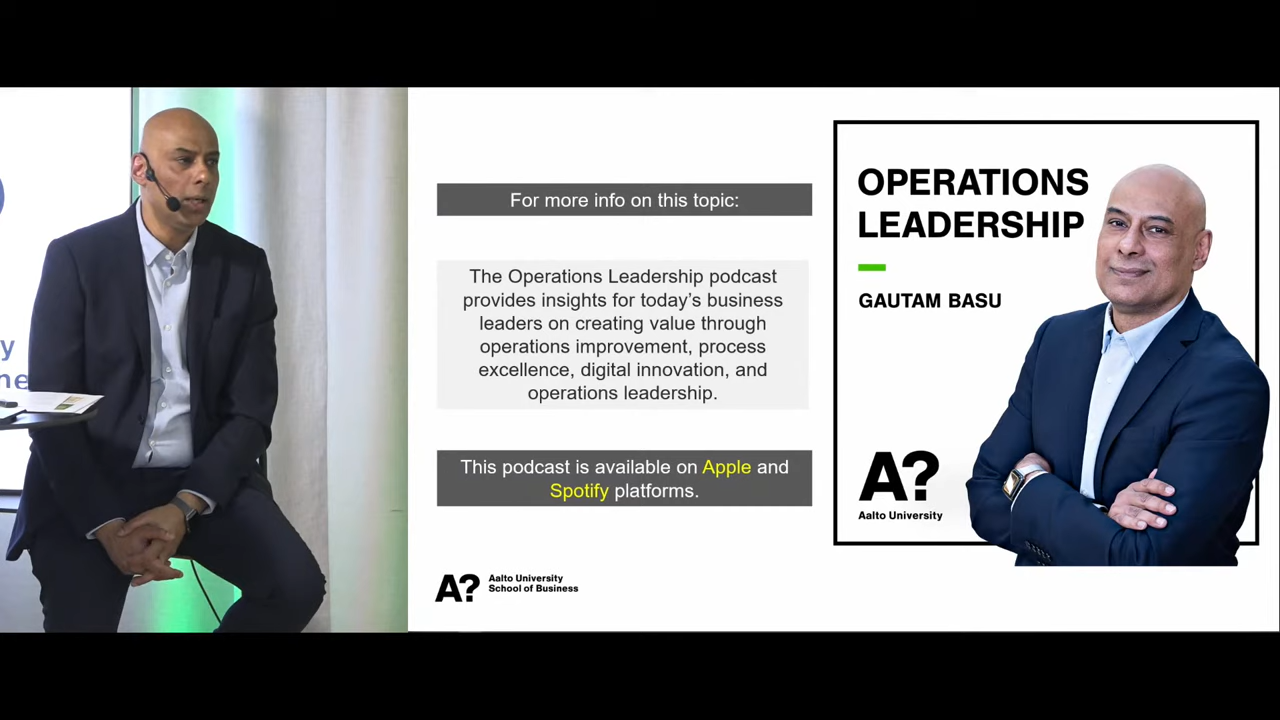 y
ne
For more info on this topic:
The Operations Leadership podcast
provides insights for today’s business
leaders on creating value through
operations improvement, process
excellence, digital innovation, and
operations leadership.
This podcast is available on Apple and
Spotify platforms.
A? Aalto University
School of Business
OPERATIONS
LEADERSHIP
GAUTAM BASU
A?
Aalto University